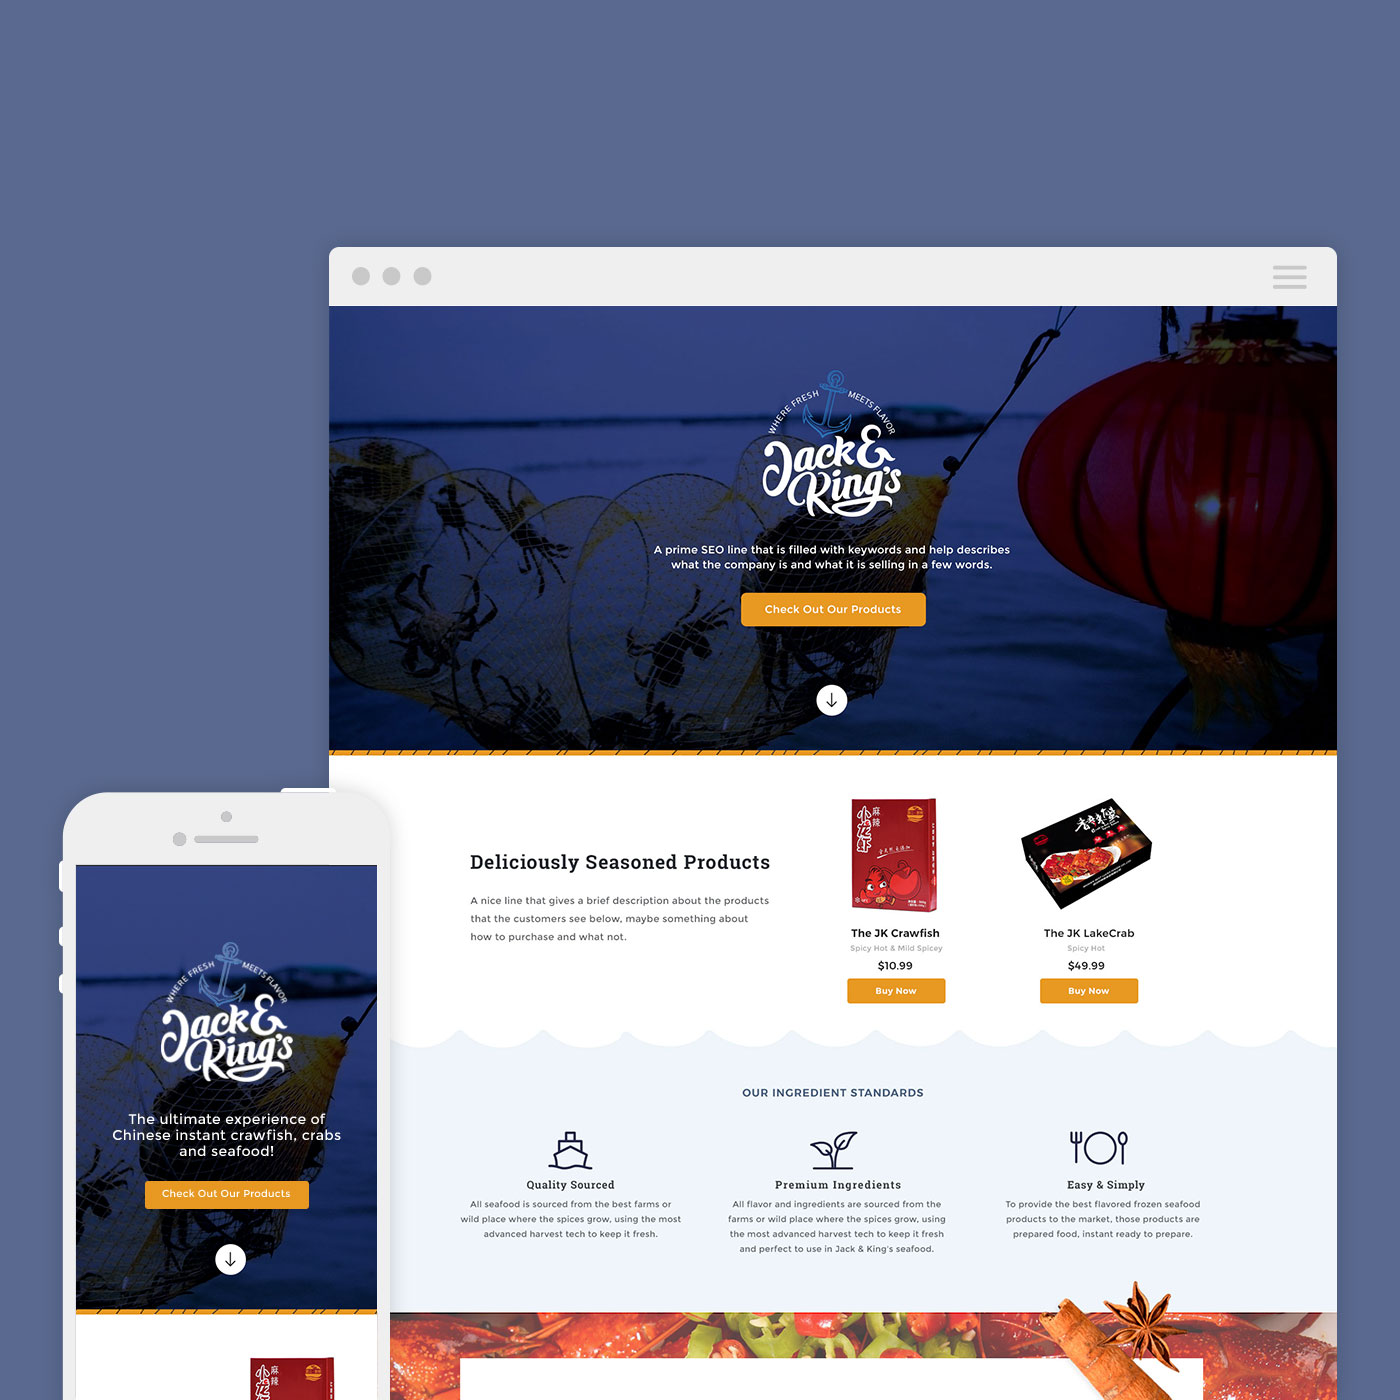 WHERE FRESH MEETS FLAVOR
Jack &
King's
A prime SEO line that is filled with keywords and help describes
what the company is and what it is selling in a few words.
Check Out Our Products
Deliciously Seasoned Products
A nice line that gives a brief description about the products
that the customers see below, maybe something about
how to purchase and what not.
麻辣
小龙虾
The JK Crawfish
Spicy Hot & Mild Spicey
$10.99
Buy Now
The JK LakeCrab
Spicy Hot
$49.99
Buy Now
OUR INGREDIENT STANDARDS
Quality Sourced
All seafood is sourced from the best farms or
wild place where the spices grow, using the most
advanced harvest tech to keep it fresh.
Premium Ingredients
All flavor and ingredients are sourced from the
farms or wild place where the spices grow, using
the most advanced harvest tech to keep it fresh
and perfect to use in Jack & King's seafood.
Easy & Simply
To provide the best flavored frozen seafood
products to the market, those products are
prepared food, instant ready to prepare.
WHERE FRESH MEETS FLAVOR
Jack &
King's
The ultimate experience of
Chinese instant crawfish, crabs
and seafood!
Check Out Our Products
麻辣
小龙